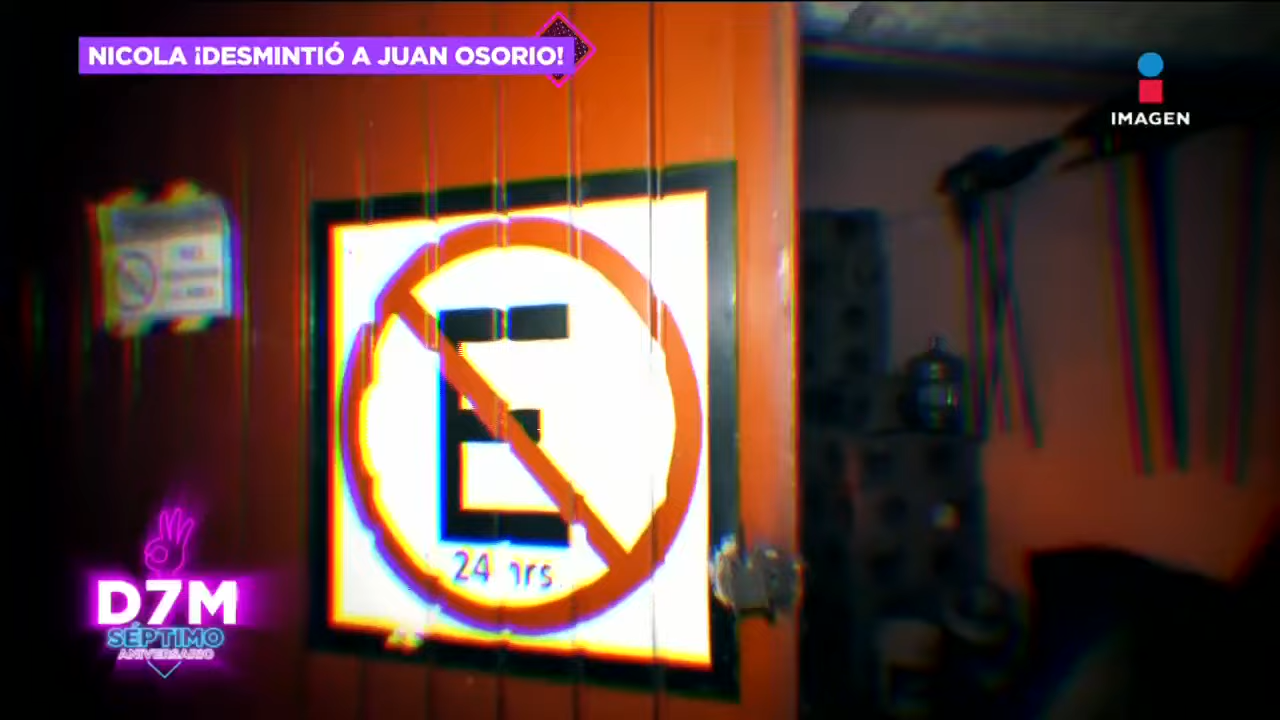 NICOLA ¡DESMINTIÓ A JUAN OSORIO!
IMAGEN
E
24 hrs.
D7M
SÉPTIMO
ANIVERSARIO